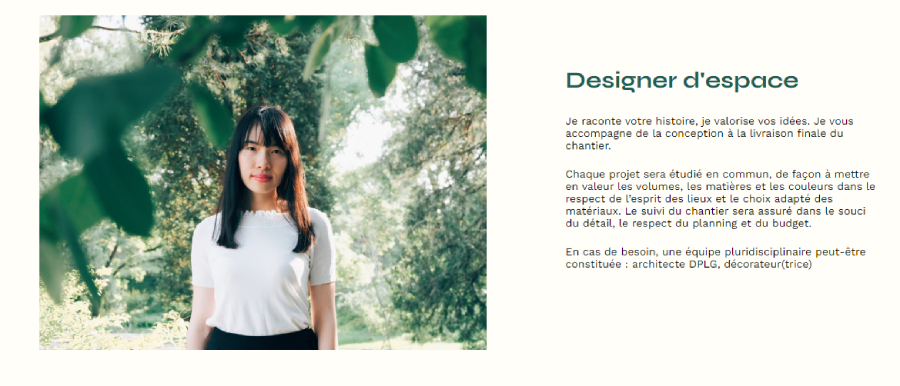 Designer d'espace
Je raconte votre histoire, je valorise vos idées. Je vous
accompagne de la conception à la livraison finale du
chantier.
Chaque projet sera étudié en commun, de façon à mettre
en valeur les volumes, les matières et les couleurs dans le
respect de l'esprit des lieux et le choix adapté des
matériaux. Le suivi du chantier sera assuré dans le souci
du détail, le respect du planning et du budget.
En cas de besoin, une équipe pluridisciplinaire peut-être
constituée : architecte DPLG, décorateur(trice)